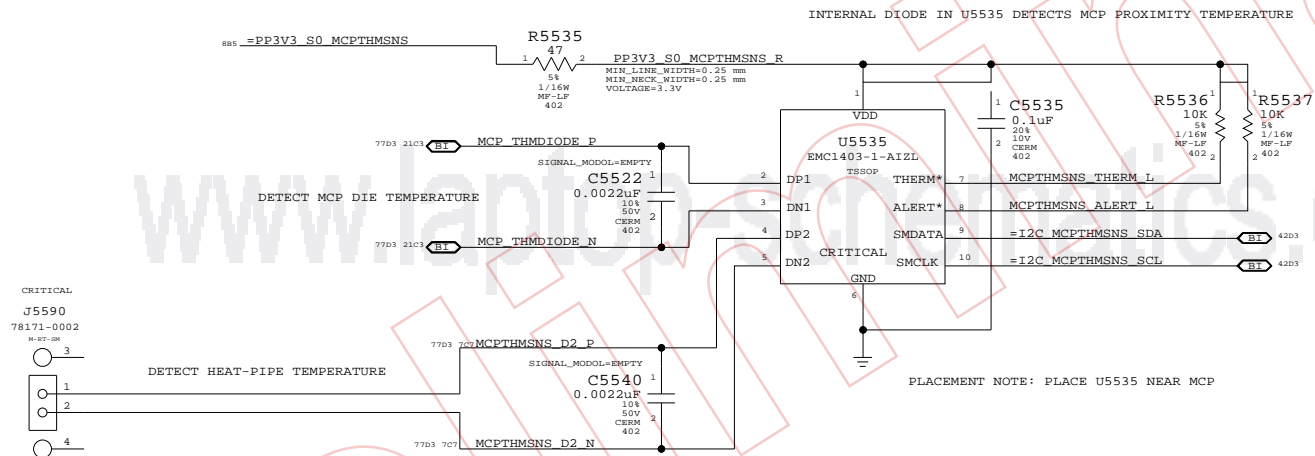 INTERNAL DIODE IN U5535 DETECTS MCP PROXIMITY TEMPERATURE
8B5 =PP3V3_S0_MCPTHMSNS
R5535
47
1 2
5%
1/16W
MF-LF
402
PP3V3_S0_MCPTHMSNS_R
MIN_LINE_WIDTH=0.25 mm
MIN_NECK_WIDTH=0.25 mm
VOLTAGE=3.3V
1
VDD
U5535
EMC1403-1-AIZL
TSSOP
CRITICAL
GND
6
1
C5535
0.1uF
20%
10V
2 CERM
402
R5536
1
10K
5%
1/16W
MF-LF
402
2
R5537
1
10K
5%
1/16W
MF-LF
402
2
77D3 21C3 BI MCP_THMDIODE_P
SIGNAL_MODOL=EMPTY
C5522
1
0.0022uF
10%
50V
2
CERM
402
DETECT MCP DIE TEMPERATURE
77D3 21C3 BI MCP_THMDIODE_N
2 DP1
3 DN1
4 DP2
5 DN2
THERM* 7 MCPTHMSNS_THERM_L
ALERT* 8 MCPTHMSNS_ALERT_L
SMDATA 9 =I2C_MCPTHMSNS_SDA BI 42D3
SMCLK 10 =I2C_MCPTHMSNS_SCL BI 42D3
www.laptop-schematics.
CRITICAL
J5590
78171-0002
M-RT-SM
3
1
2
4
DETECT HEAT-PIPE TEMPERATURE
77D3 7C7 MCPTHMSNS_D2_P
SIGNAL_MODOL=EMPTY
C5540
1
0.0022uF
10%
50V
2
CERM
402
77D3 7C7 MCPTHMSNS_D2_N
PLACEMENT NOTE: PLACE U5535 NEAR MCP